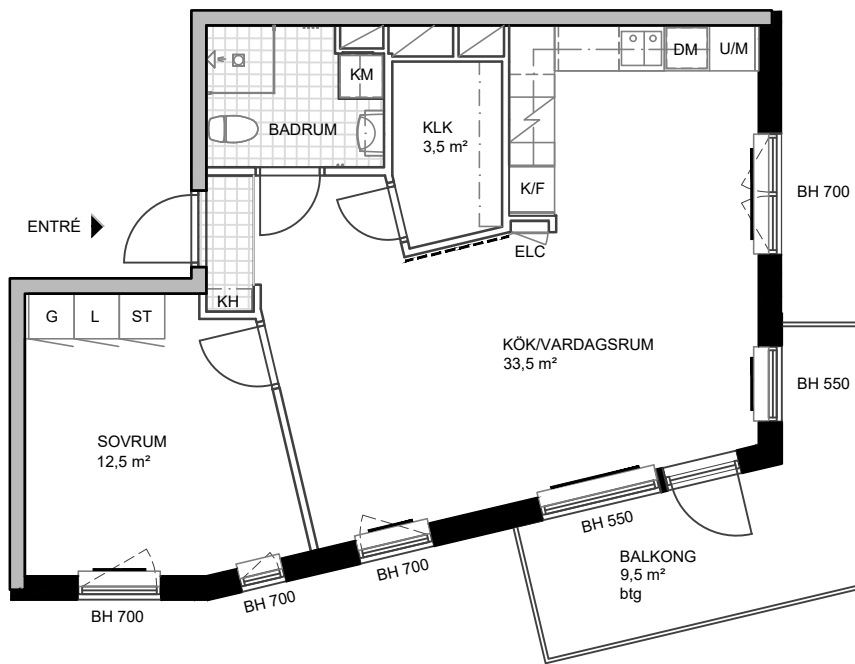 DM
U/M
KM
BADRUM
KLK
3,5 m²
K/F
BH 700
ENTRÉ
ELC
KH
G
L
ST
KÖK/VARDAGSRUM
33,5 m²
BH 550
SOVRUM
12,5 m²
BH 550
BALKONG
9,5 m²
btg
BH 700
BH 700
BH 700